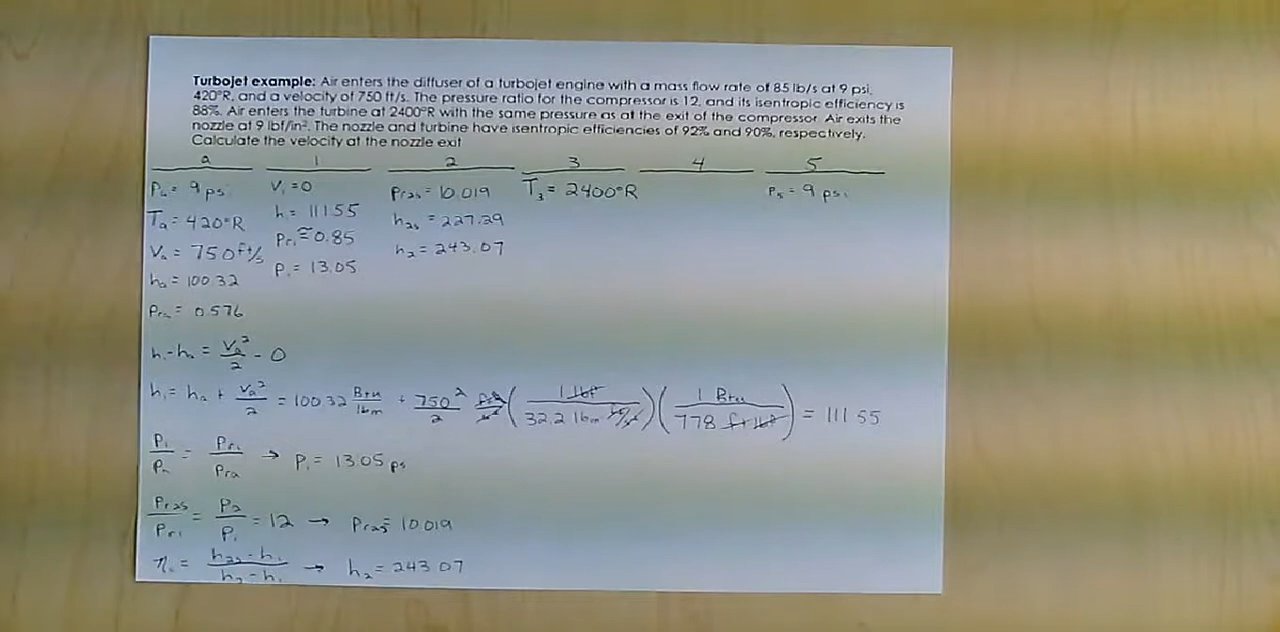 Turbojet example: Air enters the diffuser of a turbojet engine with a mass flow rate of 85 lb/s at 9 psi,
420°R, and a velocity of 750 ft/s. The pressure ratio for the compressor is 12, and its isentropic efficiency is
88%. Air enters the turbine at 2400°R with the same pressure as at the exit of the compressor. Air exits the
nozzle at 9 lbf/in². The nozzle and turbine have isentropic efficiencies of 92% and 90%, respectively.
Calculate the velocity at the nozzle exit
a 1 2 3 4 5
Pa = 9 psi V₁ = 0 Pr2s = 10.019 T₃ = 2400°R P₅ = 9 psi
Ta = 420°R h₁ = 111.55 h2s = 227.29
Va = 750 ft/s Pr₁ ≅ 0.85 h₂ = 243.07
ha = 100.32 P₁ = 13.05
Pra = 0.576
h₁-ha = Va²/2 - 0
h₁ = ha + Va²/2 = 100.32 Btu/lbm + 750²/2 ft²/s² (1 lbf / 32.2 lbm ft/s²) (1 Btu / 778 ft lbf) = 111.55
P₁/Pa = Pr₁/Pra → P₁ = 13.05 psi
Pr2s/Pr₁ = P₂/P₁ = 12 → Pr2s = 10.019
ηc = h2s-h₁ / h₂-h₁ → h₂ = 243.07